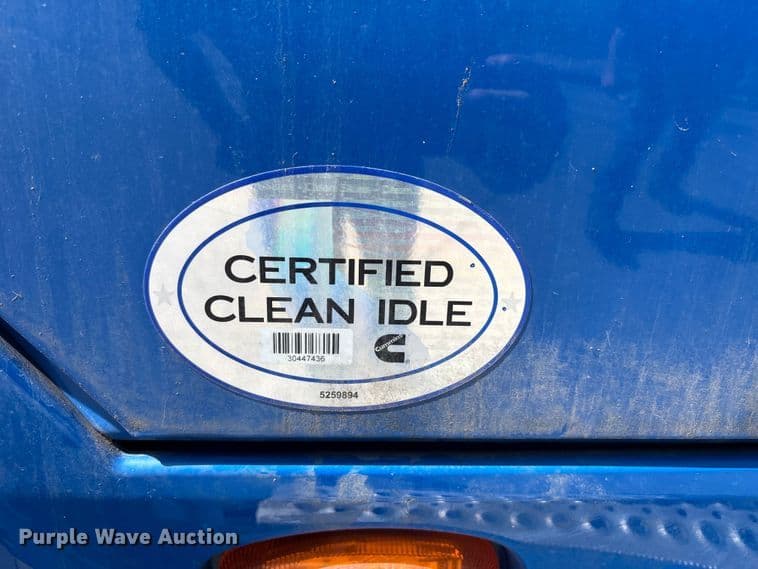 CERTIFIED
CLEAN IDLE
30447436
Cummins
5259894
Purple Wave Auction